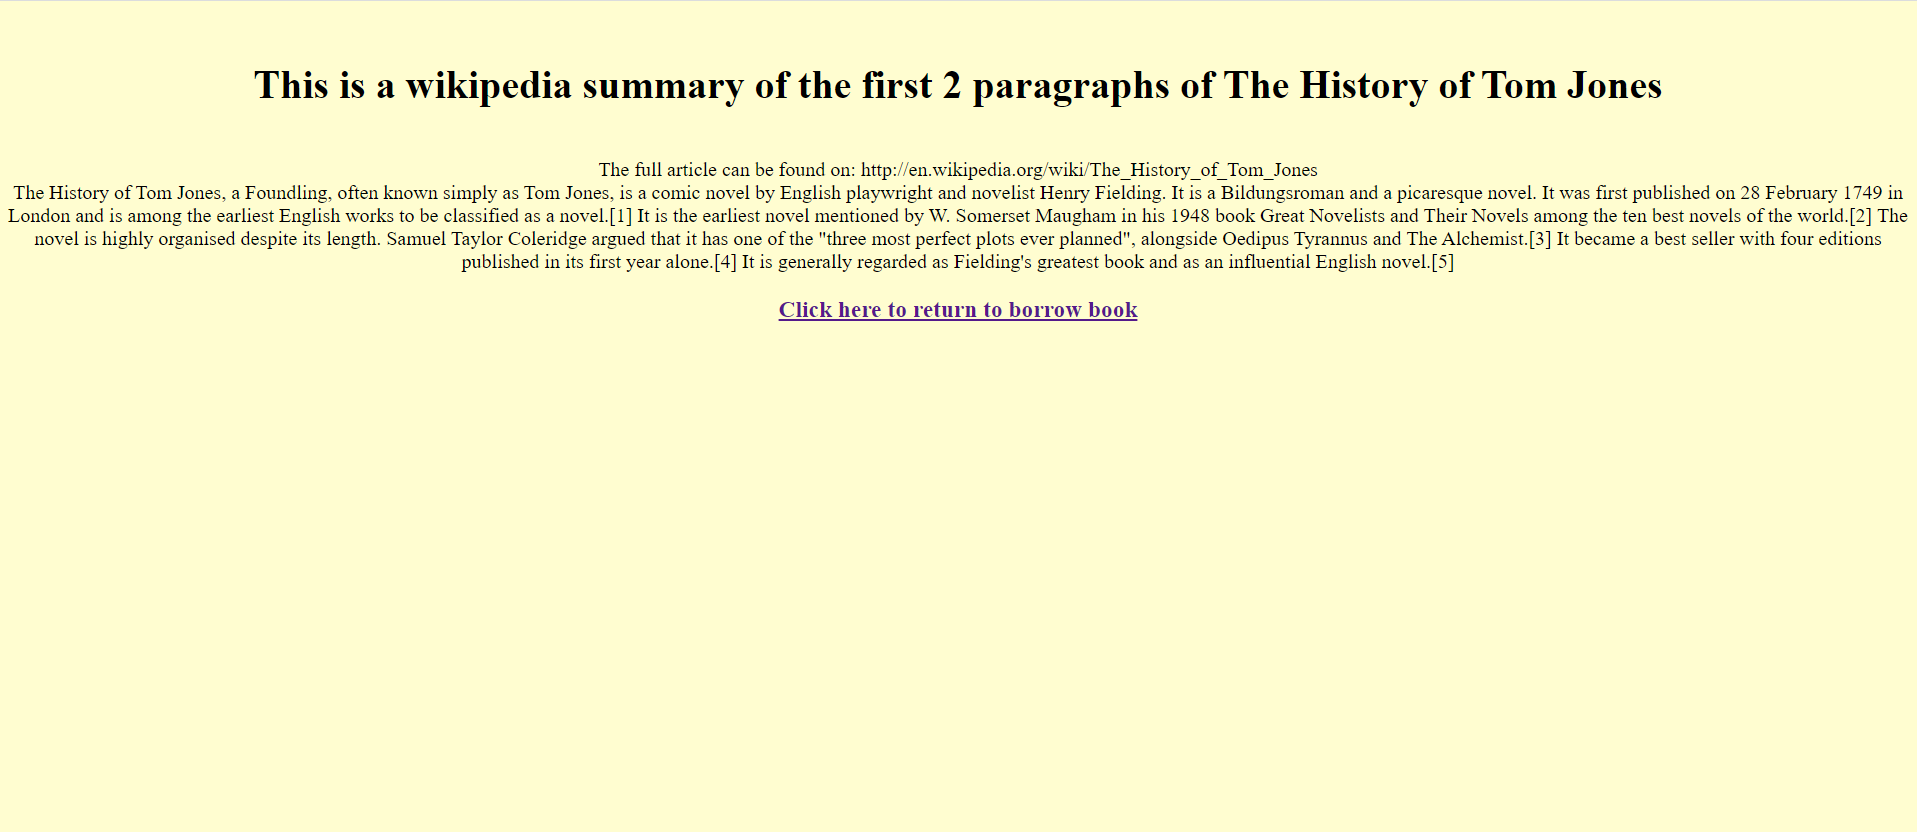 This is a wikipedia summary of the first 2 paragraphs of The History of Tom Jones
The full article can be found on: http://en.wikipedia.org/wiki/The_History_of_Tom_Jones
The History of Tom Jones, a Foundling, often known simply as Tom Jones, is a comic novel by English playwright and novelist Henry Fielding. It is a Bildungsroman and a picaresque novel. It was first published on 28 February 1749 in
London and is among the earliest English works to be classified as a novel.[1] It is the earliest novel mentioned by W. Somerset Maugham in his 1948 book Great Novelists and Their Novels among the ten best novels of the world.[2] The
novel is highly organised despite its length. Samuel Taylor Coleridge argued that it has one of the "three most perfect plots ever planned", alongside Oedipus Tyrannus and The Alchemist.[3] It became a best seller with four editions
published in its first year alone.[4] It is generally regarded as Fielding's greatest book and as an influential English novel.[5]
Click here to return to borrow book